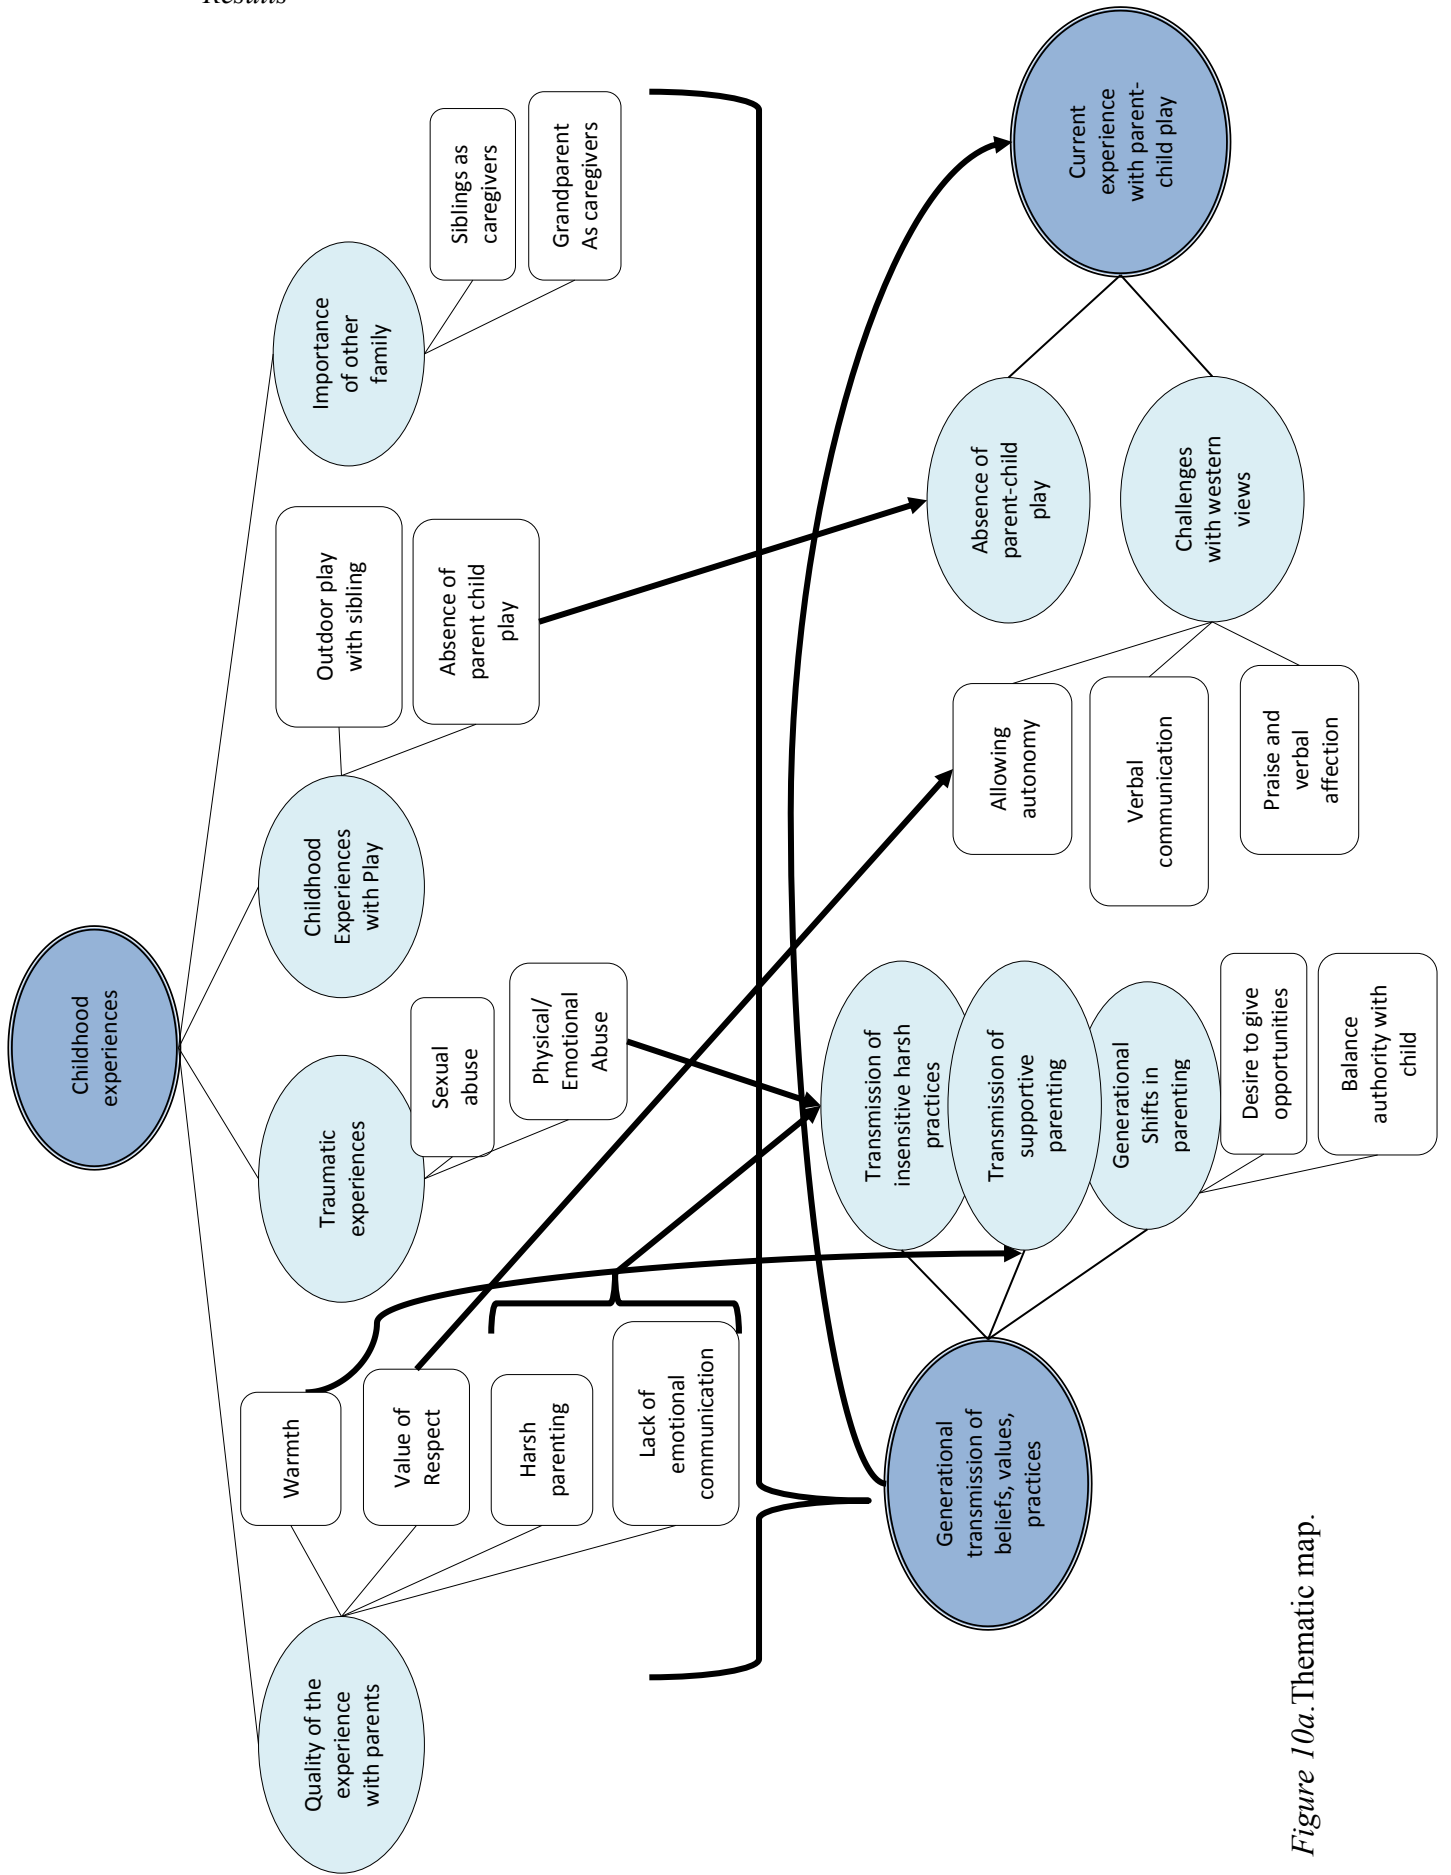 Results
Childhood
experiences
Quality of the
experience
with parents
Warmth
Value of
Respect
Harsh
parenting
Lack of
emotional
communication
Traumatic
experiences
Sexual
abuse
Physical/
Emotional
Abuse
Childhood
Experiences
with Play
Outdoor play
with sibling
Absence of
parent child
play
Importance
of other
family
Siblings as
caregivers
Grandparent
As caregivers
Generational
transmission of
beliefs, values,
practices
Transmission of
insensitive harsh
practices
Transmission of
supportive
parenting
Generational
Shifts in
parenting
Desire to give
opportunities
Balance
authority with
child
Current
experience
with parent-
child play
Absence of
parent-child
play
Challenges
with western
views
Allowing
autonomy
Verbal
communication
Praise and
verbal
affection
Figure 10a.Thematic map.